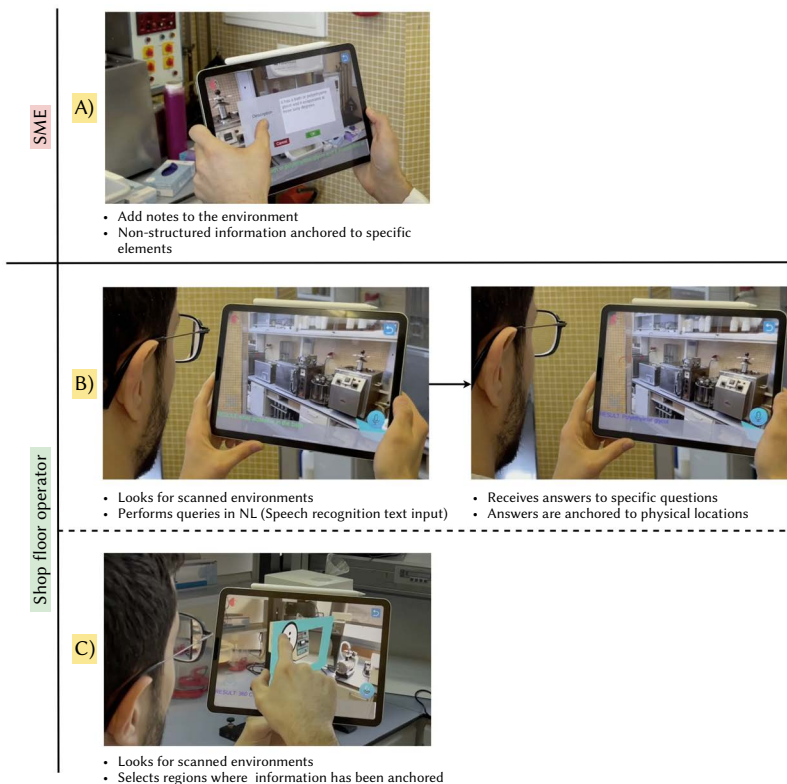 SME
A)
Cancel
• Add notes to the environment
• Non-structured information anchored to specific
elements
Shop floor operator
B)
• Looks for scanned environments
• Performs queries in NL (Speech recognition text input)
• Receives answers to specific questions
• Answers are anchored to physical locations
C)
• Looks for scanned environments
• Selects regions where information has been anchored